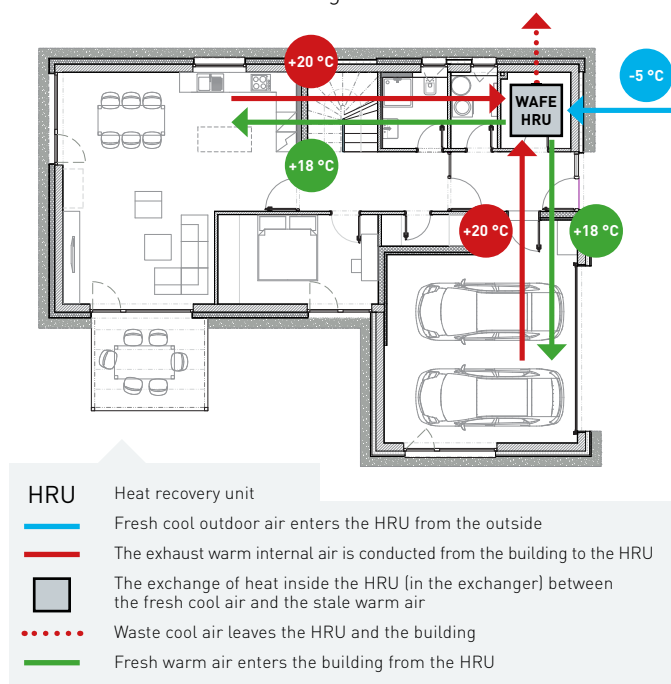 +20 °C
-5 °C
WAFE
HRU
+18 °C
+20 °C
+18 °C
HRU Heat recovery unit
Fresh cool outdoor air enters the HRU from the outside
The exhaust warm internal air is conducted from the building to the HRU
The exchange of heat inside the HRU (in the exchanger) between
the fresh cool air and the stale warm air
Waste cool air leaves the HRU and the building
Fresh warm air enters the building from the HRU